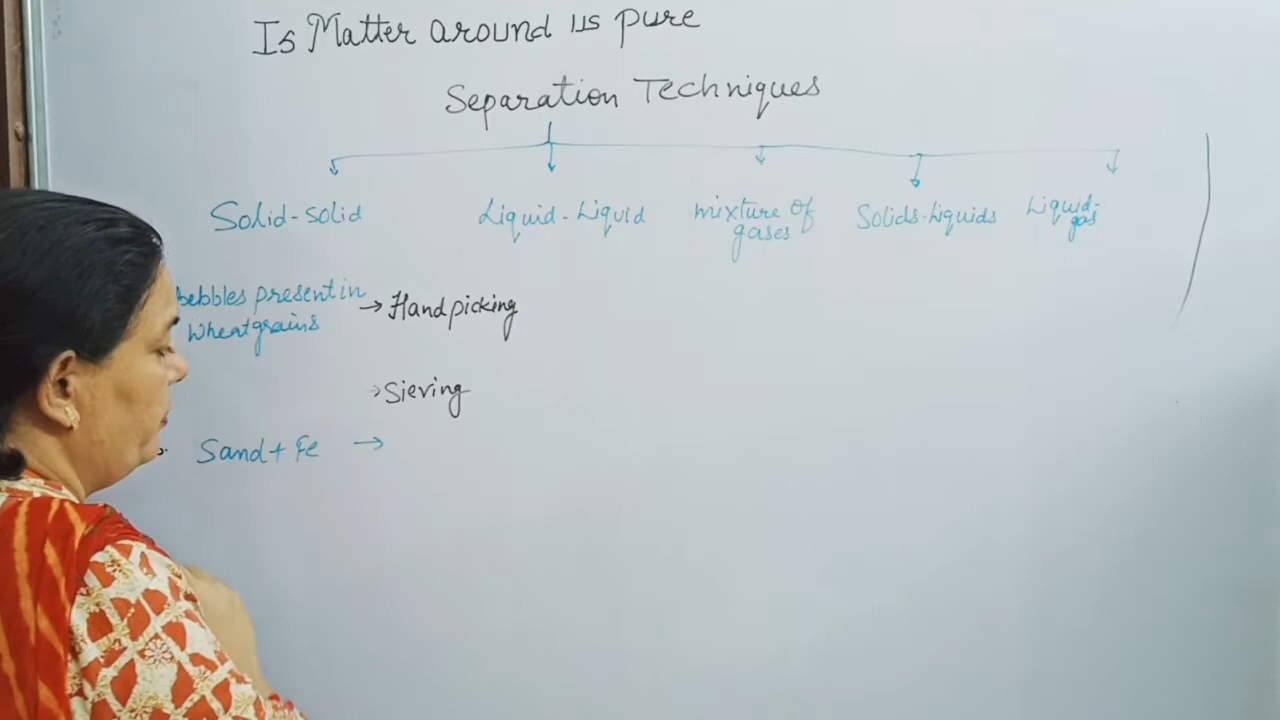 Is Matter around us pure
Separation Techniques
Solid-solid
Liquid-Liquid
mixture of
gases
Solids-Liquids
Liquid-
gas
pebbles present in
wheatgrains
→ Handpicking
→ Sieving
Sand + Fe →